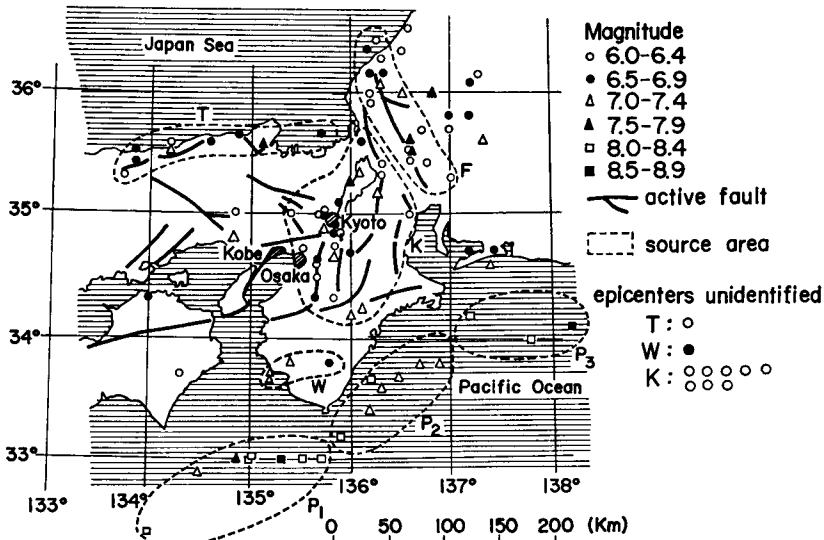 Japan Sea
36°
35°
34°
33°
133°
134°
135°
136°
137°
138°
T
F
K
W
P1
P2
P3
Kyoto
Kobe
Osaka
Pacific Ocean
0 50 100 150 200 (Km)
Magnitude
6.0-6.4
6.5-6.9
7.0-7.4
7.5-7.9
8.0-8.4
8.5-8.9
active fault
source area
epicenters unidentified
T :
W :
K :